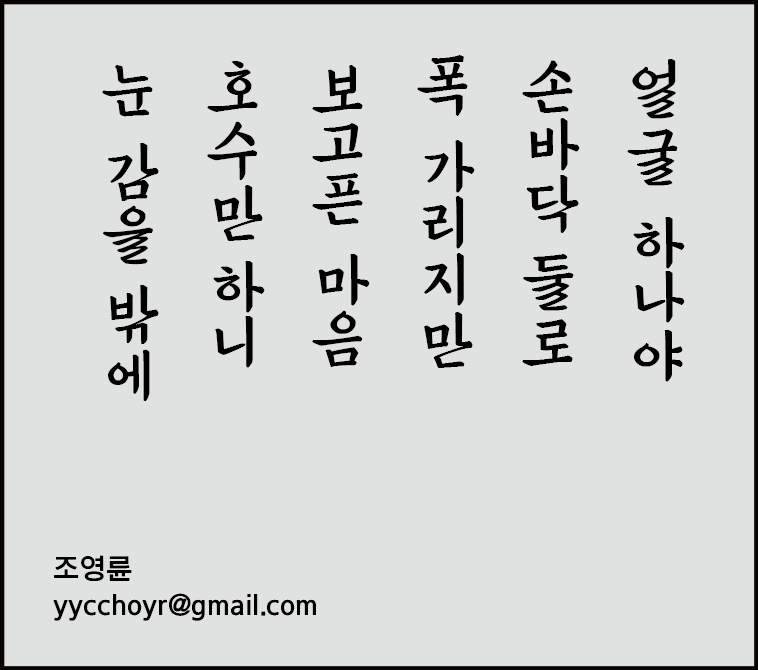 얼굴 하나야
손바닥 둘로
폭 가리지만
보고픈 마음
호수만 하니
눈 감을 밖에
조영륜
yycchoyr@gmail.com